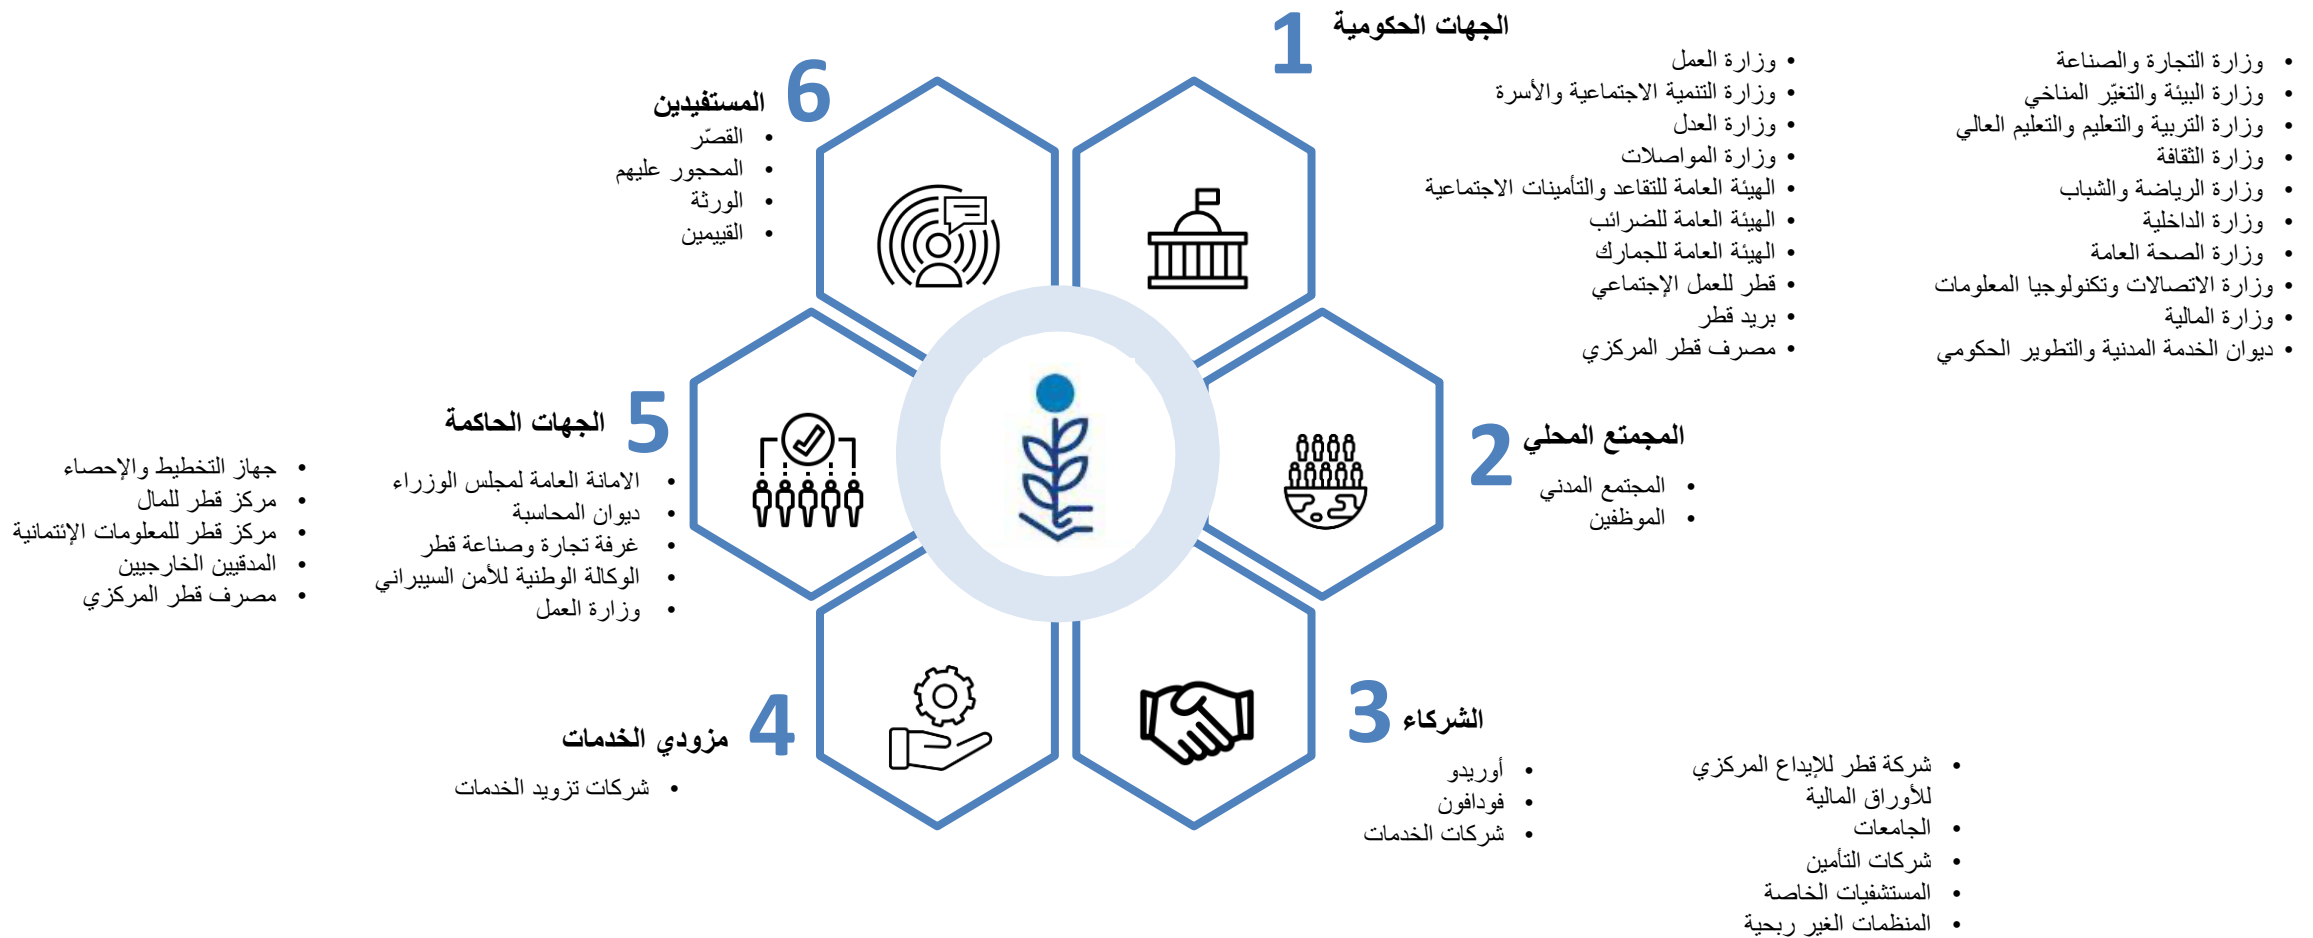 1
الجهات الحكومية
• وزارة التجارة والصناعة
• وزارة البيئة والتغيّر المناخي
• وزارة التربية والتعليم والتعليم العالي
• وزارة الثقافة
• وزارة الرياضة والشباب
• وزارة الداخلية
• وزارة الصحة العامة
• وزارة الاتصالات وتكنولوجيا المعلومات
• وزارة المالية
• ديوان الخدمة المدنية والتطوير الحكومي
• وزارة العمل
• وزارة التنمية الاجتماعية والأسرة
• وزارة العدل
• وزارة المواصلات
• الهيئة العامة للتقاعد والتأمينات الاجتماعية
• الهيئة العامة للضرائب
• الهيئة العامة للجمارك
• قطر للعمل الإجتماعي
• بريد قطر
• مصرف قطر المركزي
2
المجمتع المحلي
• المجتمع المدني
• الموظفين
3
الشركاء
• شركة قطر للإيداع المركزي
للأوراق المالية
• الجامعات
• شركات التأمين
• المستشفيات الخاصة
• المنظمات الغير ربحية
• أوريدو
• فودافون
• شركات الخدمات
4
مزودي الخدمات
• شركات تزويد الخدمات
5
الجهات الحاكمة
• الامانة العامة لمجلس الوزراء
• ديوان المحاسبة
• غرفة تجارة وصناعة قطر
• الوكالة الوطنية للأمن السيبراني
• وزارة العمل
• جهاز التخطيط والإحصاء
• مركز قطر للمال
• مركز قطر للمعلومات الإئتمانية
• المدقيين الخارجيين
• مصرف قطر المركزي
6
المستفيدين
• القصّر
• المحجور عليهم
• الورثة
• القييمين